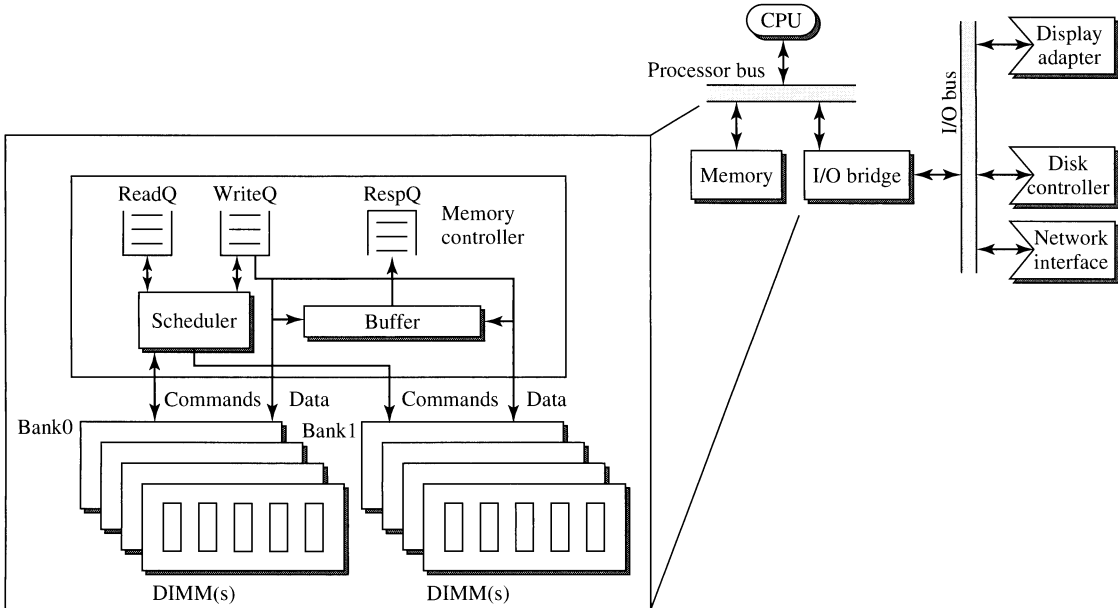 CPU
Processor bus
Memory
I/O bridge
I/O bus
Display
adapter
Disk
controller
Network
interface
ReadQ
WriteQ
RespQ
Memory
controller
Scheduler
Buffer
Commands
Data
Commands
Data
Bank0
Bank1
DIMM(s)
DIMM(s)